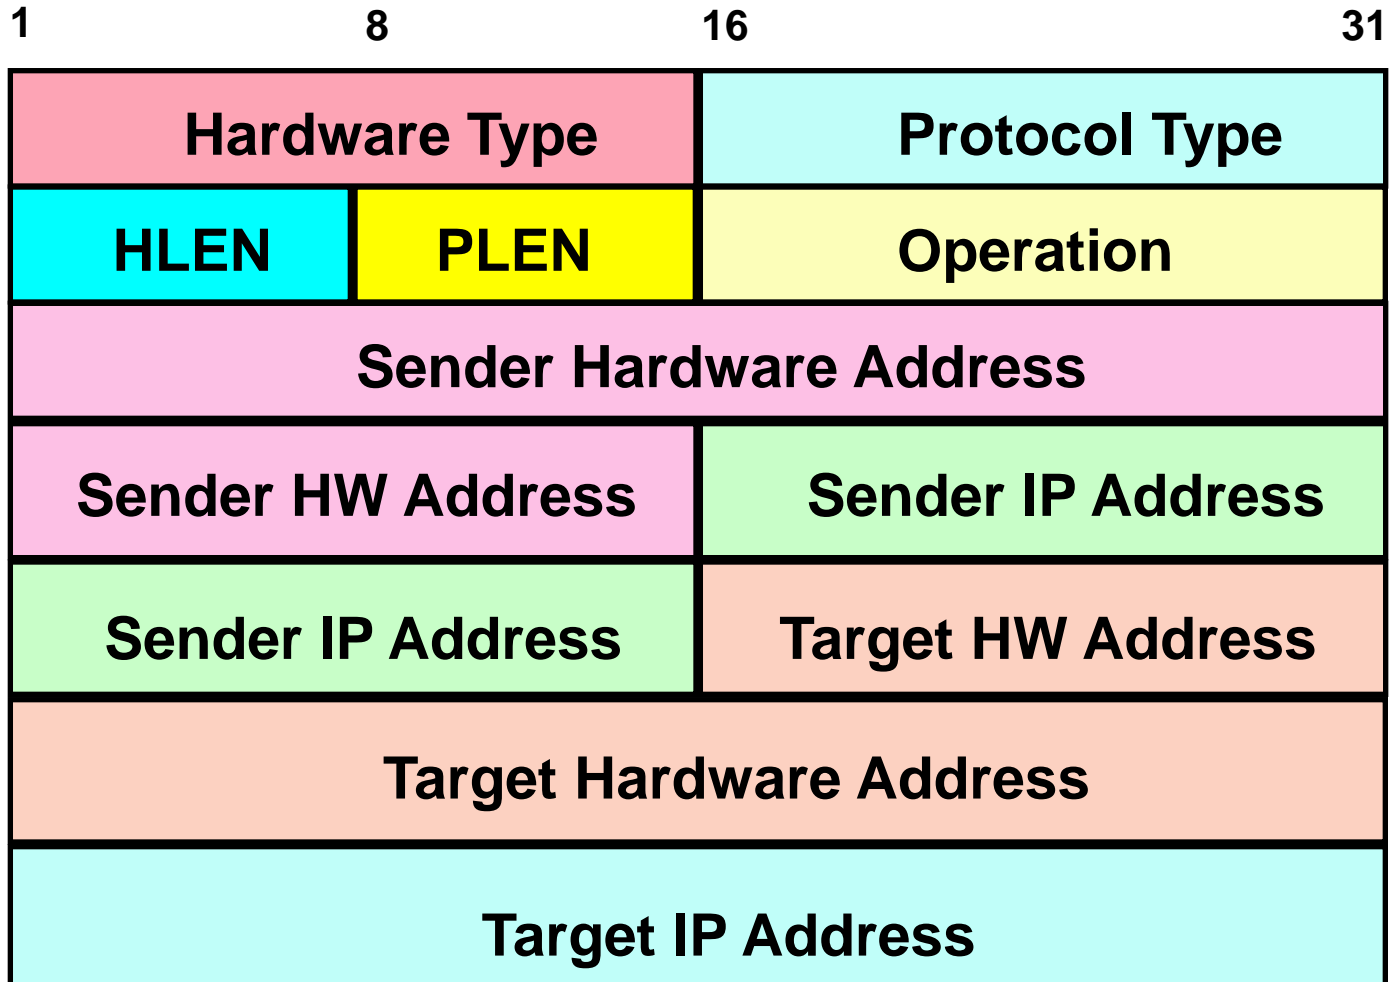 1 8 16 31
Hardware Type Protocol Type
HLEN PLEN Operation
Sender Hardware Address
Sender HW Address Sender IP Address
Sender IP Address Target HW Address
Target Hardware Address
Target IP Address